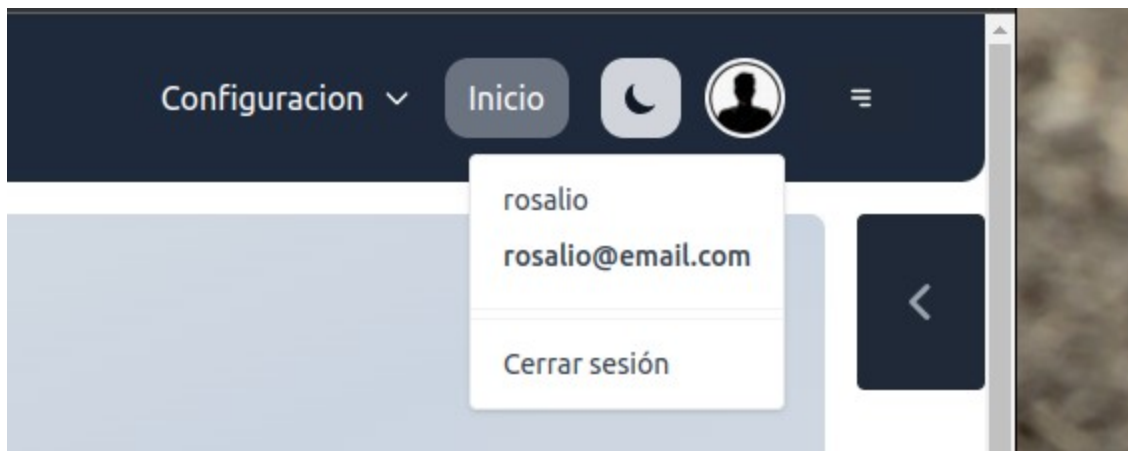 Configuracion Inicio
rosalio
rosalio@email.com
Cerrar sesión